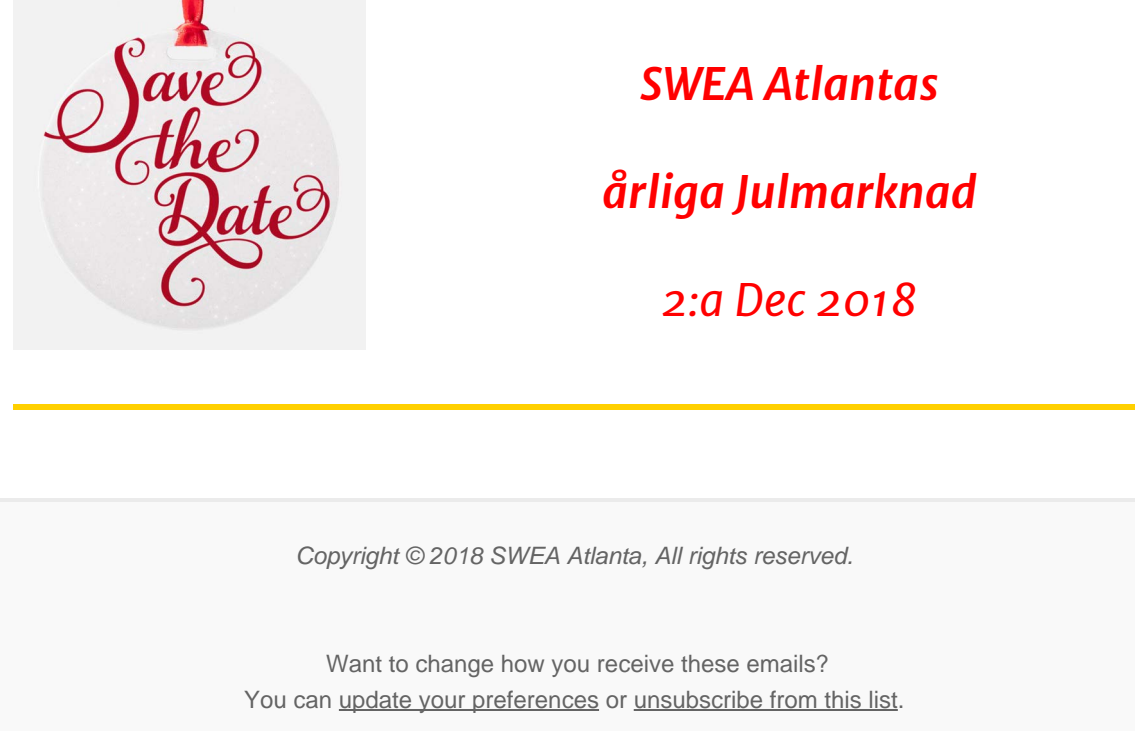 Save
the
Date
SWEA Atlantas
årliga Julmarknad
2:a Dec 2018
Copyright © 2018 SWEA Atlanta, All rights reserved.
Want to change how you receive these emails?
You can update your preferences or unsubscribe from this list.